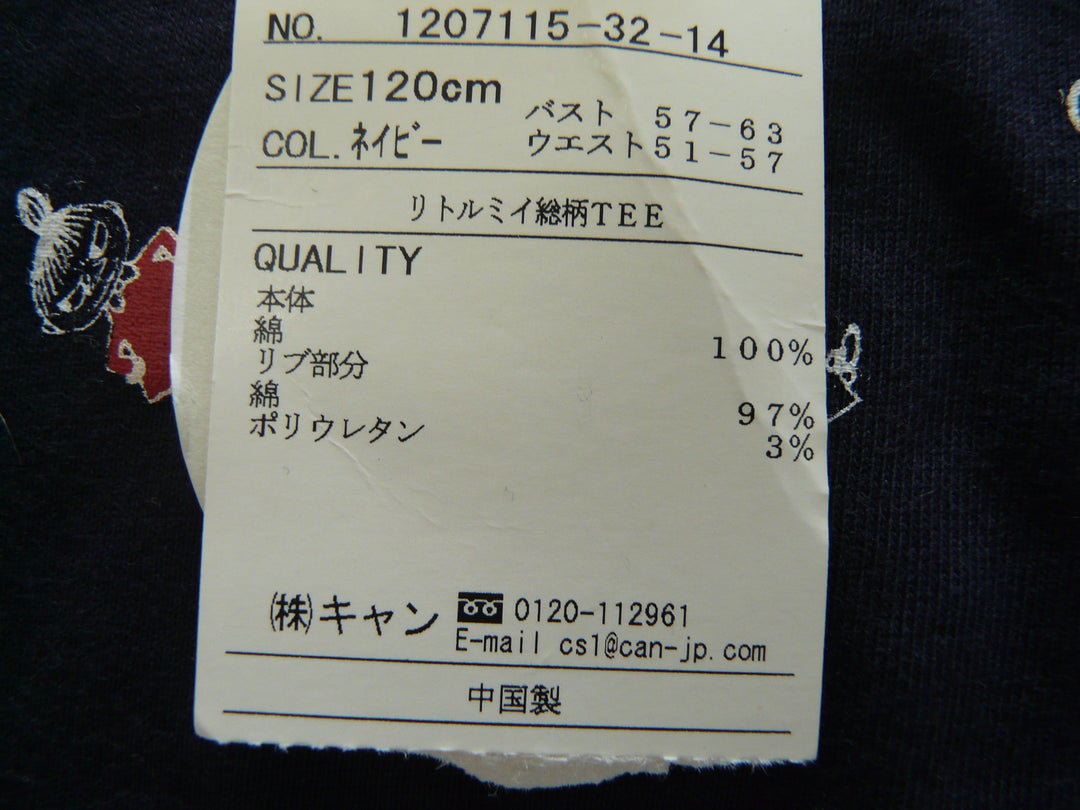 NO. 1207115-32-14
SIZE120cm
バスト 57-63
COL.ネイビー
ウエスト51-57
リトルミイ総柄TEE
QUALITY
本体
綿 100%
リブ部分
綿 97%
ポリウレタン 3%
㈱キャン 0120-112961
E-mail cs1@can-jp.com
中国製